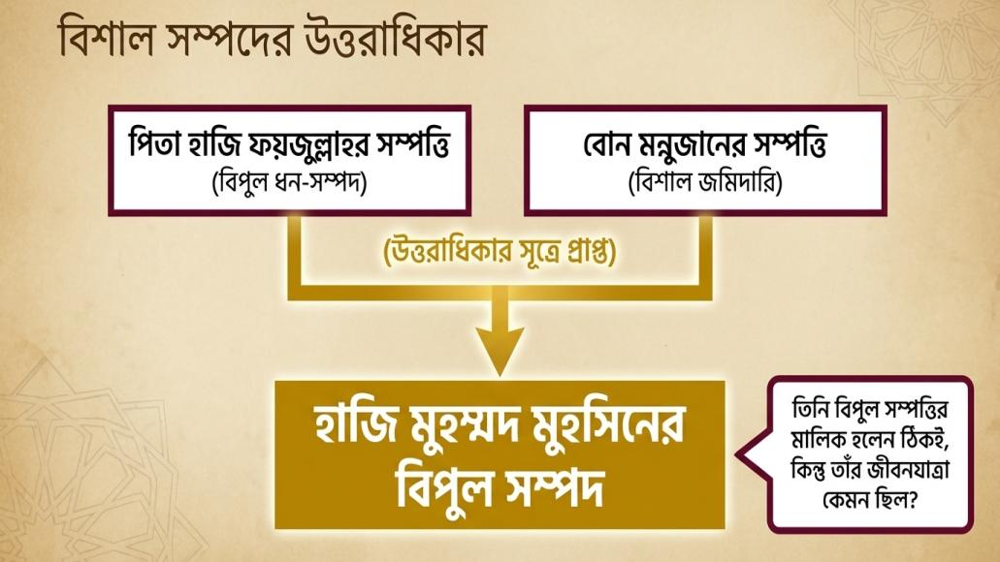 বিশাল সম্পদের উত্তরাধিকার
পিতা হাজি ফয়জুল্লাহর সম্পত্তি
(বিপুল ধন-সম্পদ)
বোন মন্নুজানের সম্পত্তি
(বিশাল জমিদারি)
(উত্তরাধিকার সূত্রে প্রাপ্ত)
হাজি মুহম্মদ মুহসিনের
বিপুল সম্পদ
তিনি বিপুল সম্পত্তির
মালিক হলেন ঠিকই,
কিন্তু তাঁর জীবনযাত্রা
কেমন ছিল?